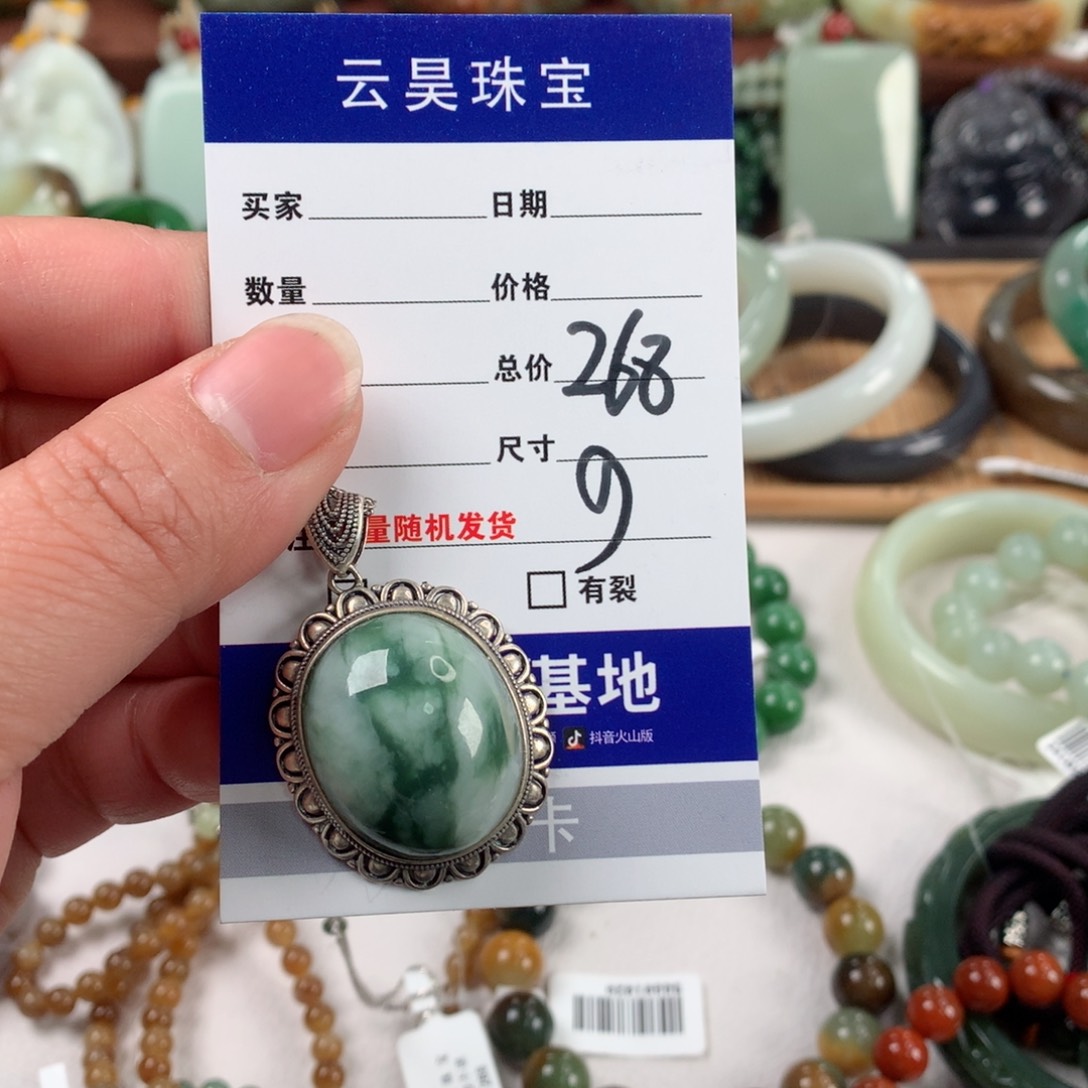 云昊珠宝
买家 日期
数量 价格
总价 268
尺寸 9
量随机发货
有裂
基地
抖音火山版
卡